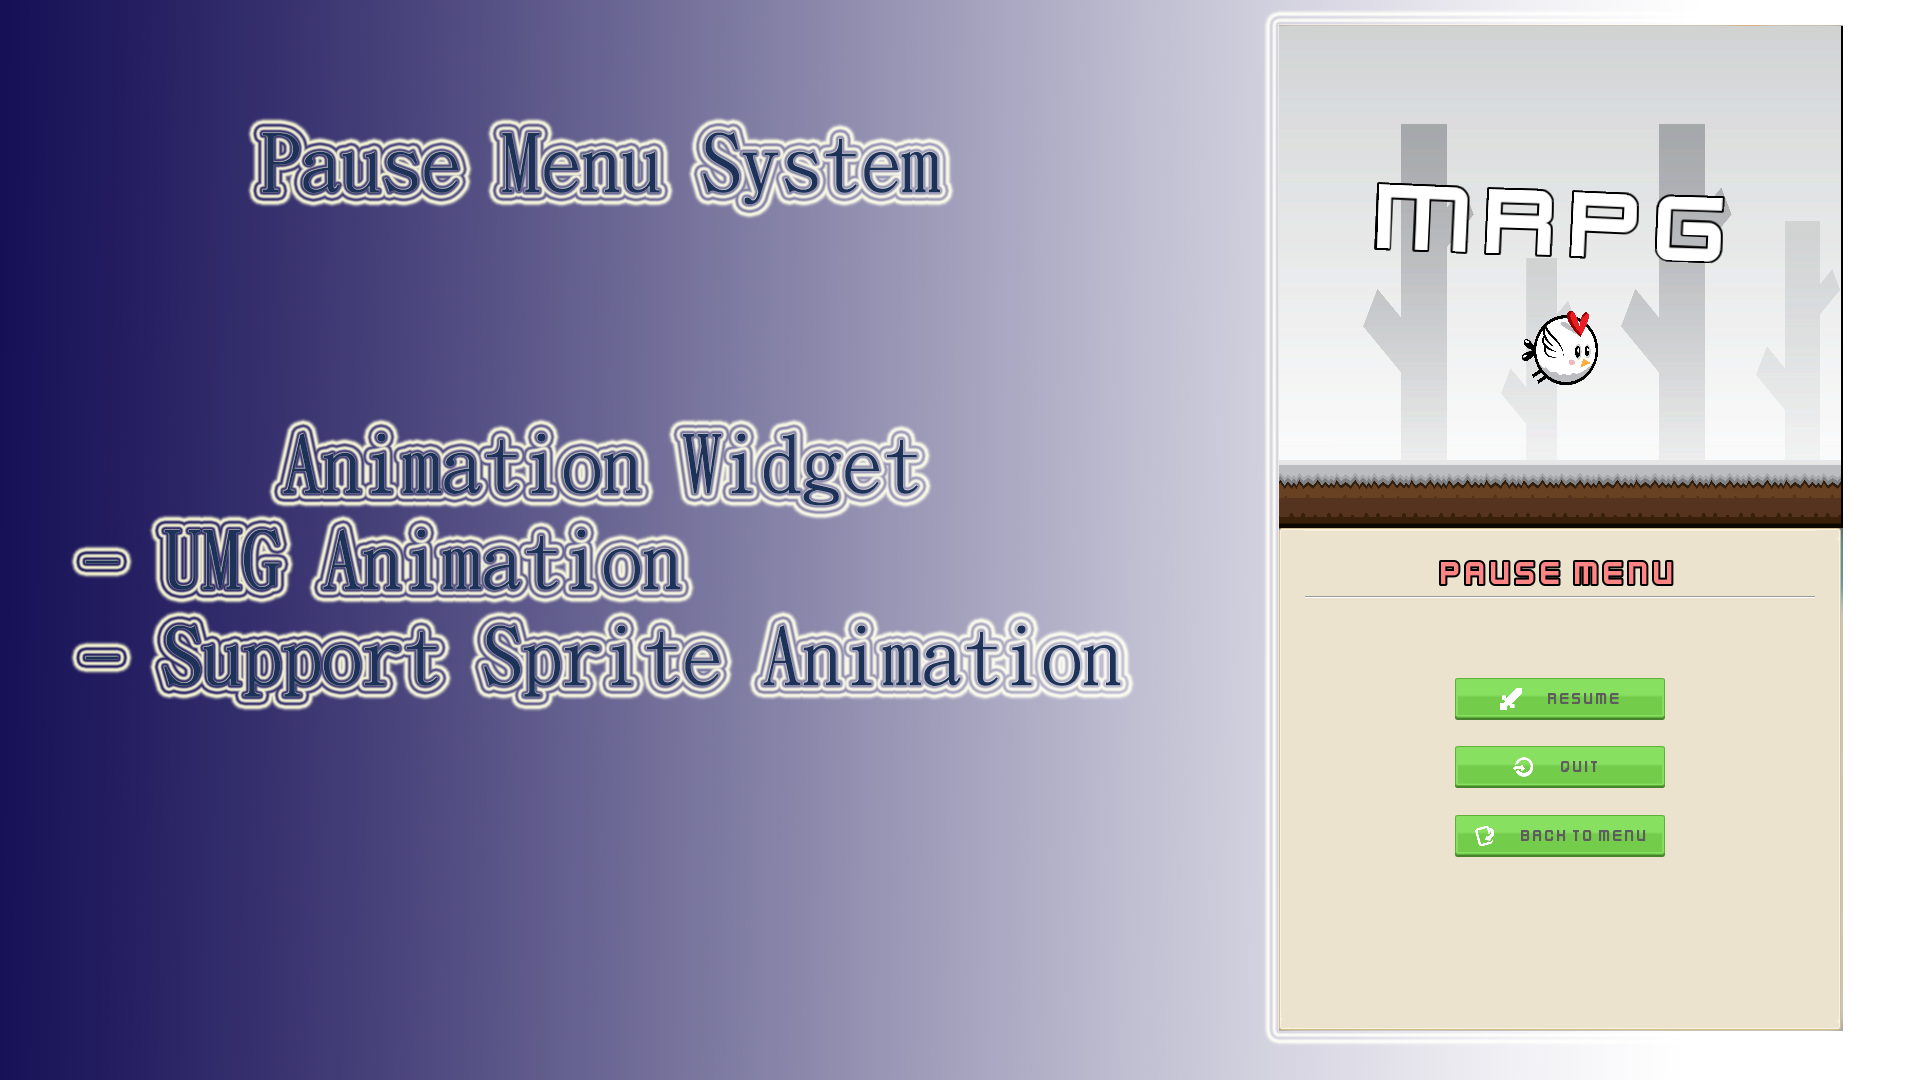 Pause Menu System
Animation Widget
- UMG Animation
- Support Sprite Animation
MRPG
PAUSE MENU
RESUME
QUIT
BACK TO MENU